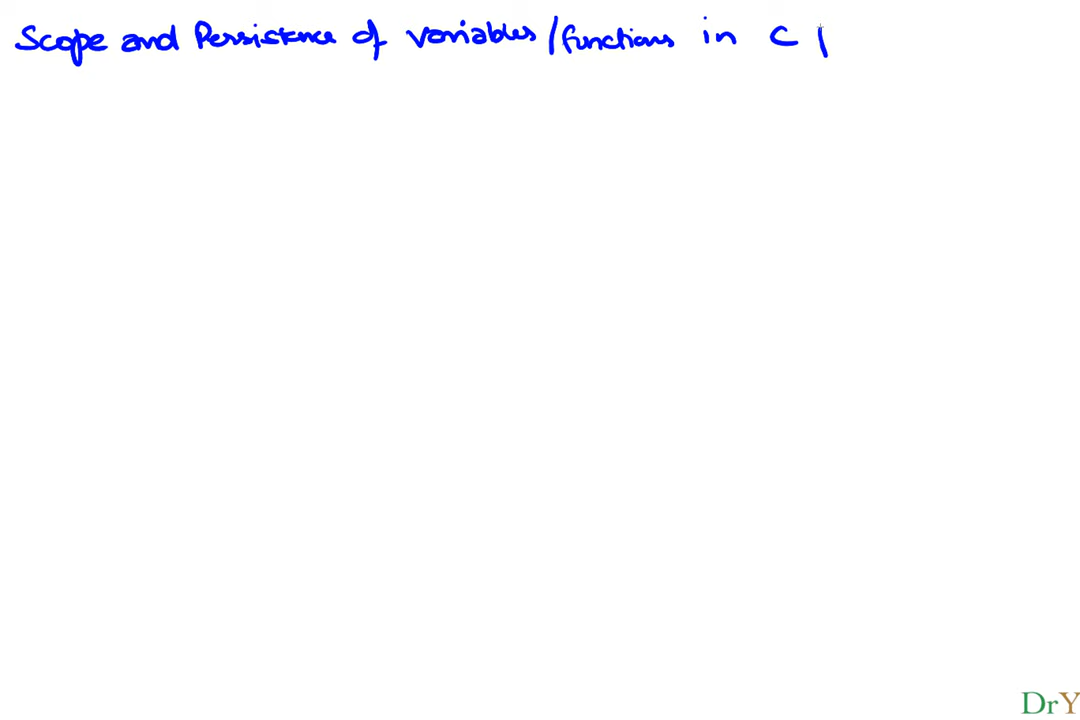 Scope and Persistence of variables/functions in C |
DrY